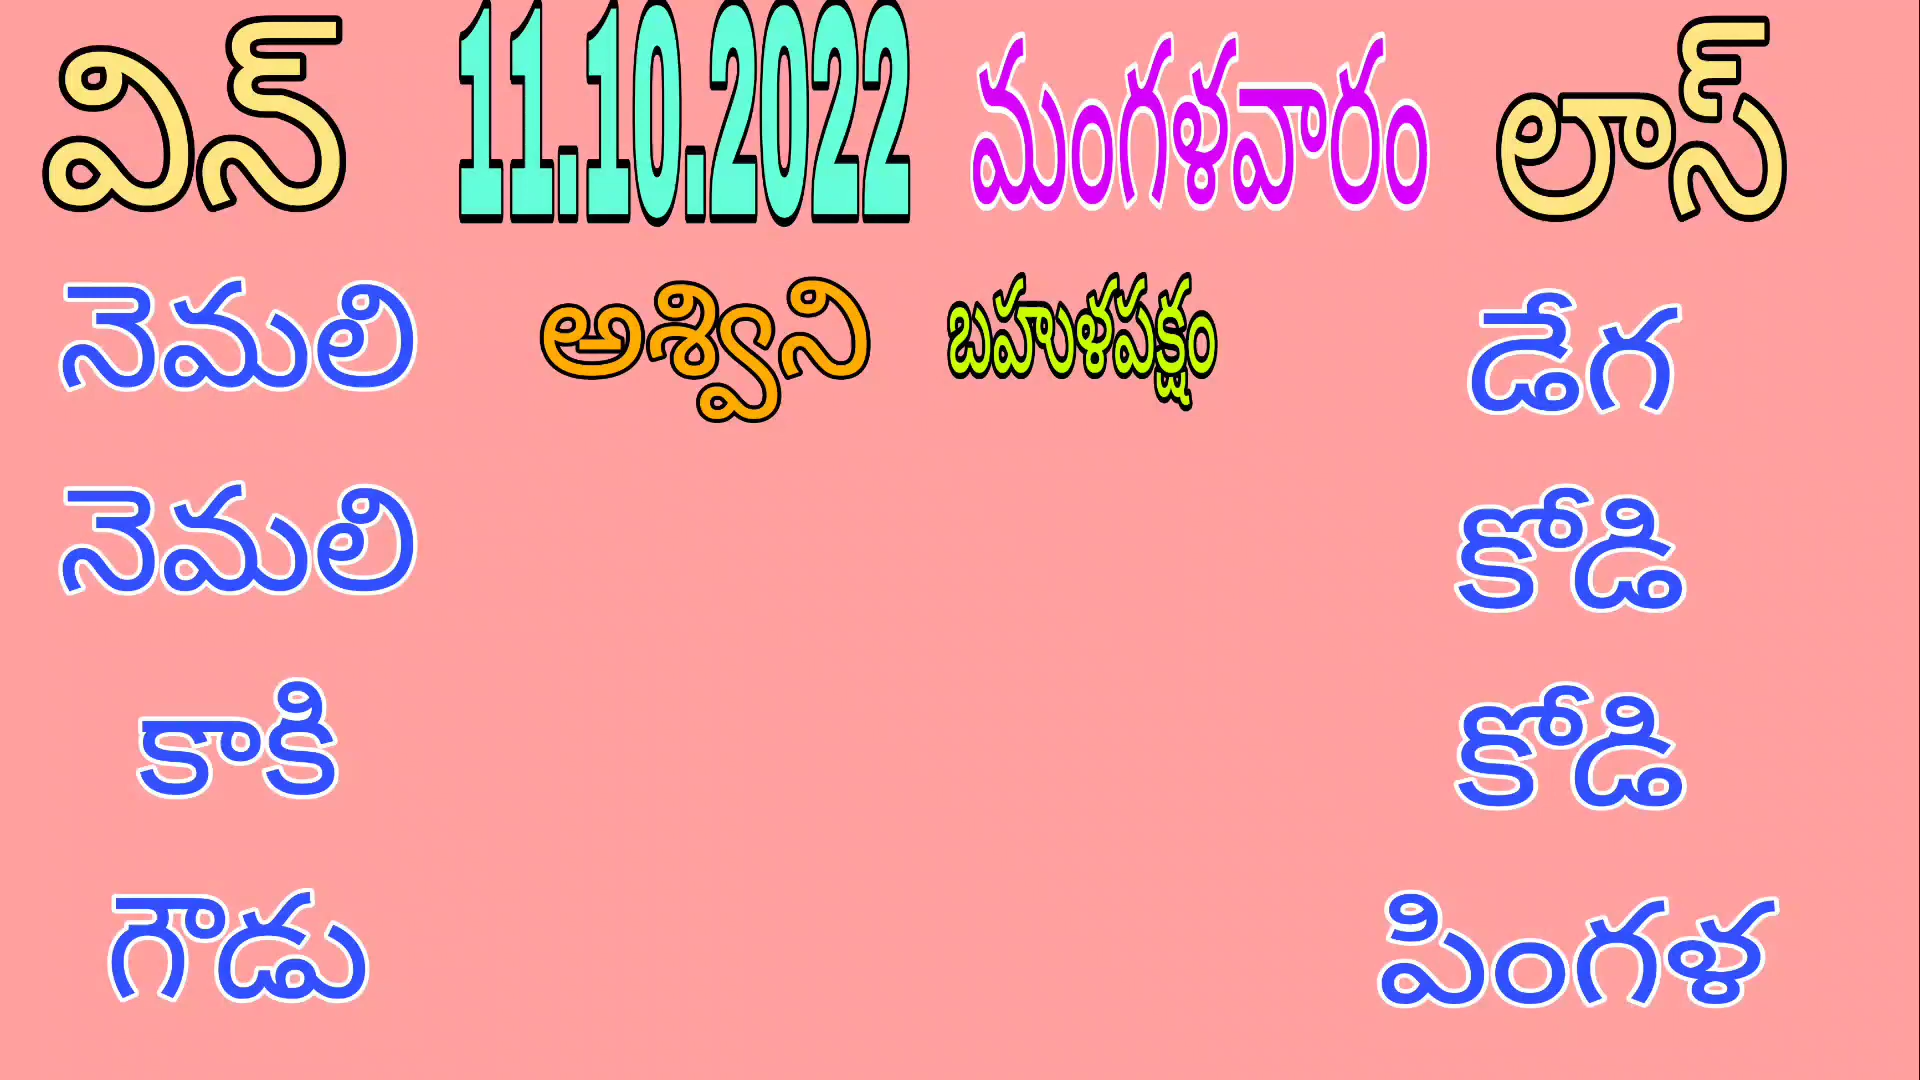 విన్ 11.10.2022 మంగళవారం లాస్
నెమలి అశ్విని బహుళపక్షం డేగ
నెమలి కోడి
కాకి కోడి
గౌడు పింగళ